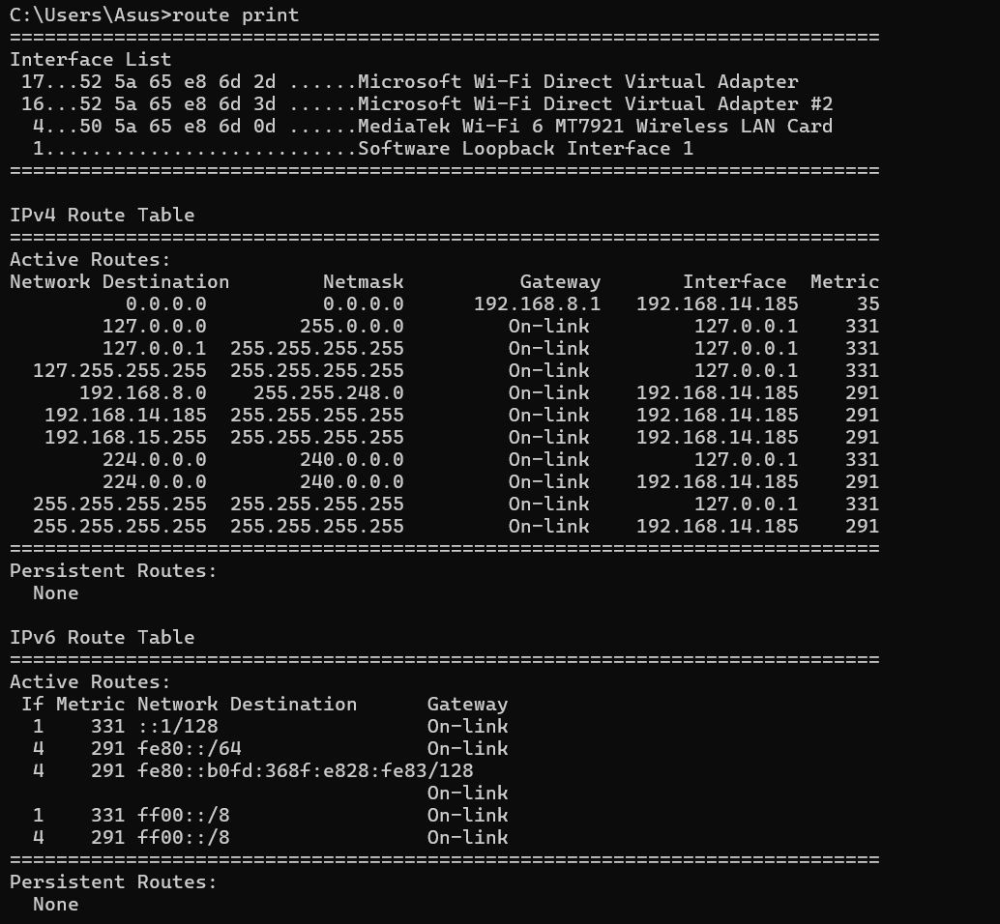 C:\Users\Asus>route print
===========================================================================
Interface List
 17...52 5a 65 e8 6d 2d ......Microsoft Wi-Fi Direct Virtual Adapter
 16...52 5a 65 e8 6d 3d ......Microsoft Wi-Fi Direct Virtual Adapter #2
  4...50 5a 65 e8 6d 0d ......MediaTek Wi-Fi 6 MT7921 Wireless LAN Card
  1...........................Software Loopback Interface 1
===========================================================================

IPv4 Route Table
===========================================================================
Active Routes:
Network Destination        Netmask          Gateway       Interface  Metric
          0.0.0.0          0.0.0.0      192.168.8.1   192.168.14.185     35
        127.0.0.0        255.0.0.0         On-link         127.0.0.1    331
        127.0.0.1  255.255.255.255         On-link         127.0.0.1    331
  127.255.255.255  255.255.255.255         On-link         127.0.0.1    331
      192.168.8.0    255.255.248.0         On-link    192.168.14.185    291
   192.168.14.185  255.255.255.255         On-link    192.168.14.185    291
   192.168.15.255  255.255.255.255         On-link    192.168.14.185    291
        224.0.0.0        240.0.0.0         On-link         127.0.0.1    331
        224.0.0.0        240.0.0.0         On-link    192.168.14.185    291
  255.255.255.255  255.255.255.255         On-link         127.0.0.1    331
  255.255.255.255  255.255.255.255         On-link    192.168.14.185    291
===========================================================================
Persistent Routes:
  None

IPv6 Route Table
===========================================================================
Active Routes:
 If Metric Network Destination      Gateway
  1    331 ::1/128                  On-link
  4    291 fe80::/64                On-link
  4    291 fe80::b0fd:368f:e828:fe83/128
                                    On-link
  1    331 ff00::/8                 On-link
  4    291 ff00::/8                 On-link
===========================================================================
Persistent Routes:
  None